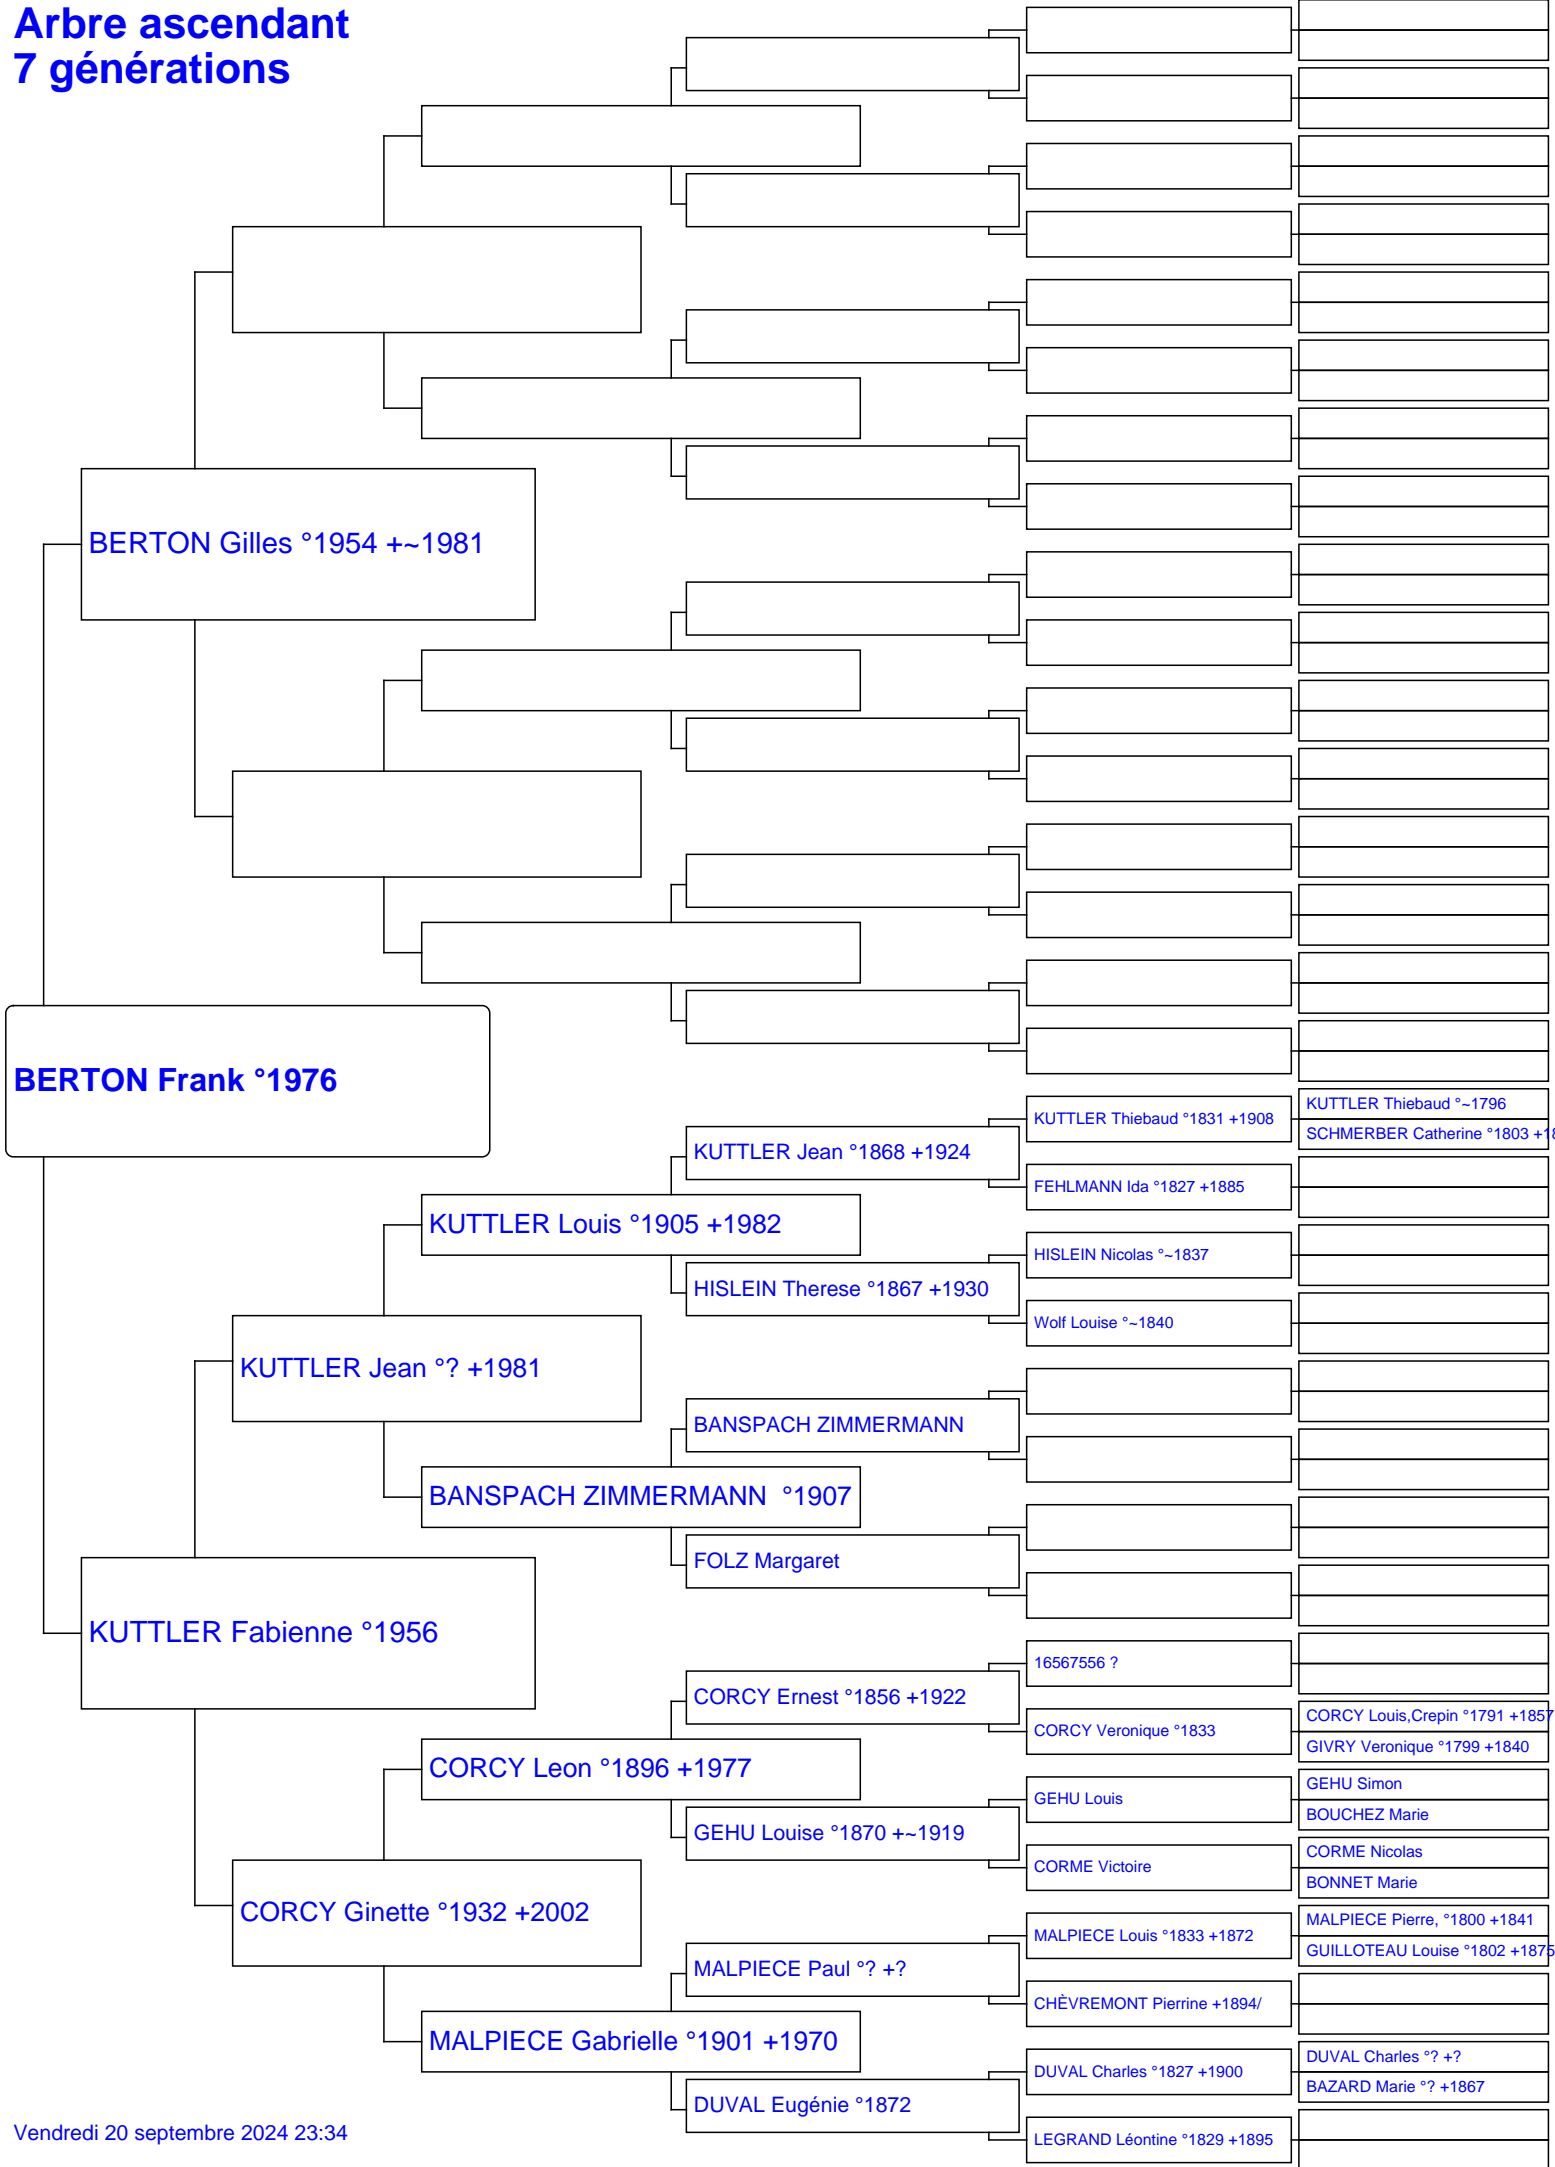 Arbre ascendant
7 générations
BERTON Gilles °1954 +~1981
BERTON Frank °1976
KUTTLER Thiebaud °~1796
KUTTLER Thiebaud °1831 +1908
SCHMERBER Catherine °1803
KUTTLER Jean °1868 +1924
FEHLMANN Ida °1827 +1885
KUTTLER Louis °1905 +1982
HISLEIN Nicolas °~1837
HISLEIN Therese °1867 +1930
Wolf Louise °~1840
KUTTLER Jean °? +1981
BANSPACH ZIMMERMANN
BANSPACH ZIMMERMANN °1907
FOLZ Margaret
KUTTLER Fabienne °1956
16567556 ?
CORCY Ernest °1856 +1922
CORCY Louis,Crepin °1791 +1857
CORCY Veronique °1833
GIVRY Veronique °1799 +1840
CORCY Leon °1896 +1977
GEHU Simon
GEHU Louis
BOUCHEZ Marie
GEHU Louise °1870 +~1919
CORME Nicolas
CORME Victoire
BONNET Marie
CORCY Ginette °1932 +2002
MALPIECE Pierre, °1800 +1841
MALPIECE Louis °1833 +1872
GUILLOTEAU Louise °1802 +1875
MALPIECE Paul °? +?
CHÈVREMONT Pierrine +1894/
MALPIECE Gabrielle °1901 +1970
DUVAL Charles °? +?
DUVAL Charles °1827 +1900
BAZARD Marie °? +1867
DUVAL Eugénie °1872
LEGRAND Léontine °1829 +1895
Vendredi 20 septembre 2024 23:34